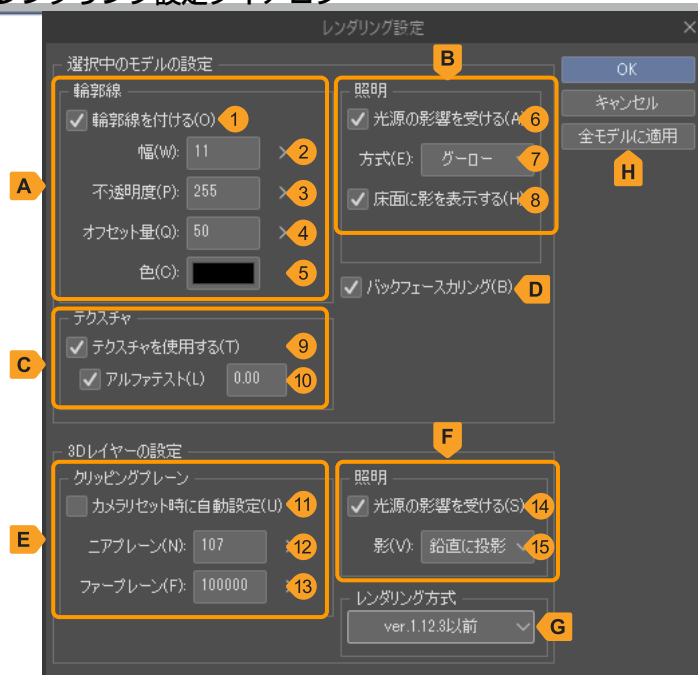 レンダリング設定ダイアログ
レンダリング設定
選択中のモデルの設定
B
OK
輪郭線
照明
キャンセル
輪郭線を付ける(O) 1
光源の影響を受ける(A 6
全モデルに適用
幅(W): 11 2
方式(E): グーロー 7
H
A
不透明度(P): 255 3
床面に影を表示する(H 8
オフセット量(Q): 50 4
色(C): 5
バックフェースカリング(B) D
テクスチャ
テクスチャを使用する(T) 9
C
アルファテスト(L) 0.00 10
F
3Dレイヤーの設定
クリッピングプレーン
照明
カメラリセット時に自動設定(U) 11
光源の影響を受ける(S) 14
E
ニアプレーン(N): 107 12
影(V): 鉛直に投影 15
ファープレーン(F): 100000 13
レンダリング方式
ver.1.12.3以前 G